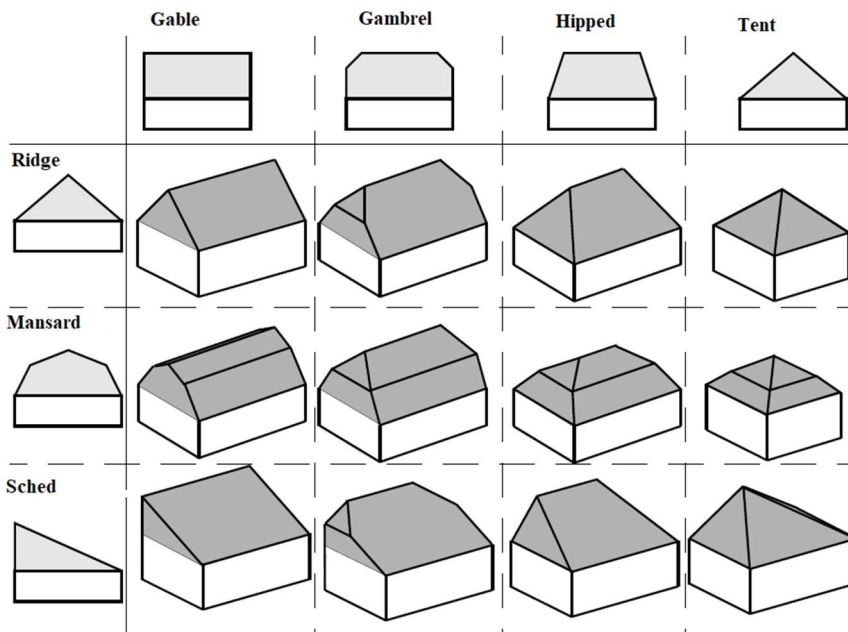 Gable
Gambrel
Hipped
Tent
Ridge
Mansard
Sched